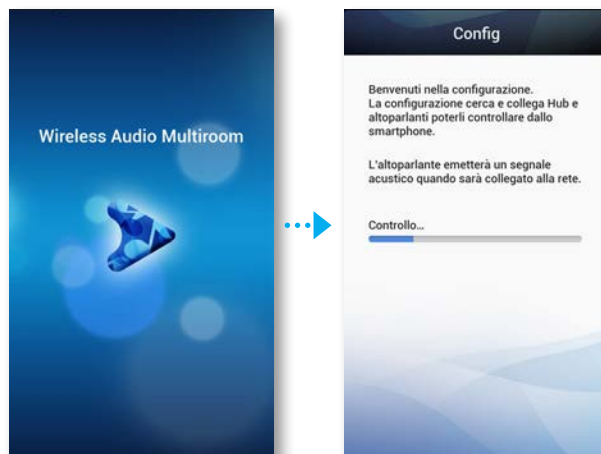 Wireless Audio Multiroom
Config
Benvenuti nella configurazione.
La configurazione cerca e collega Hub e
altoparlanti poterli controllare dallo
smartphone.
L'altoparlante emetterà un segnale
acustico quando sarà collegato alla rete.
Controllo...